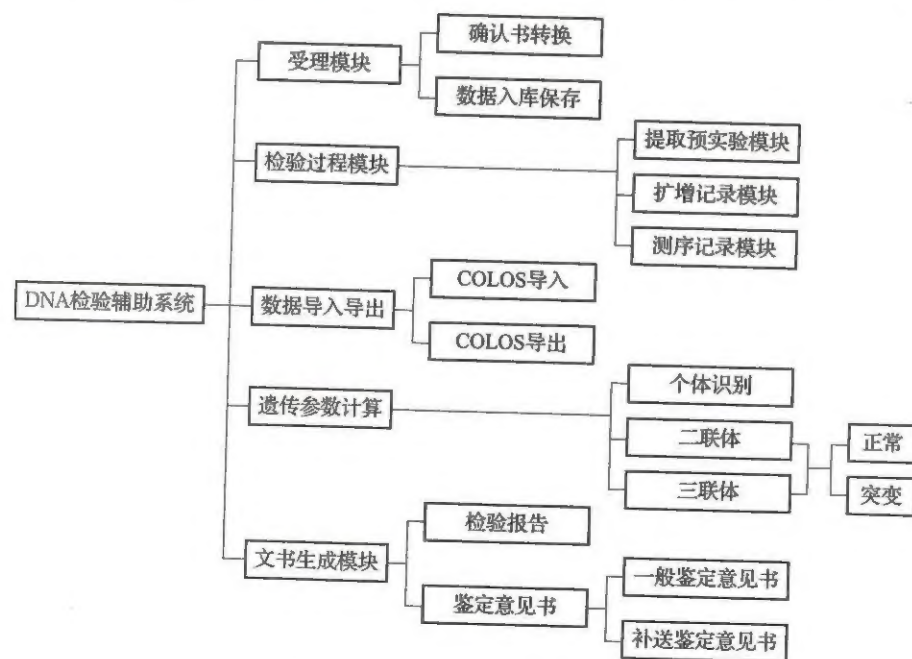 DNA检验辅助系统
受理模块
确认书转换
数据入库保存
检验过程模块
提取预实验模块
扩增记录模块
测序记录模块
数据导入导出
COLOS导入
COLOS导出
遗传参数计算
个体识别
二联体
三联体
正常
突变
文书生成模块
检验报告
鉴定意见书
一般鉴定意见书
补送鉴定意见书